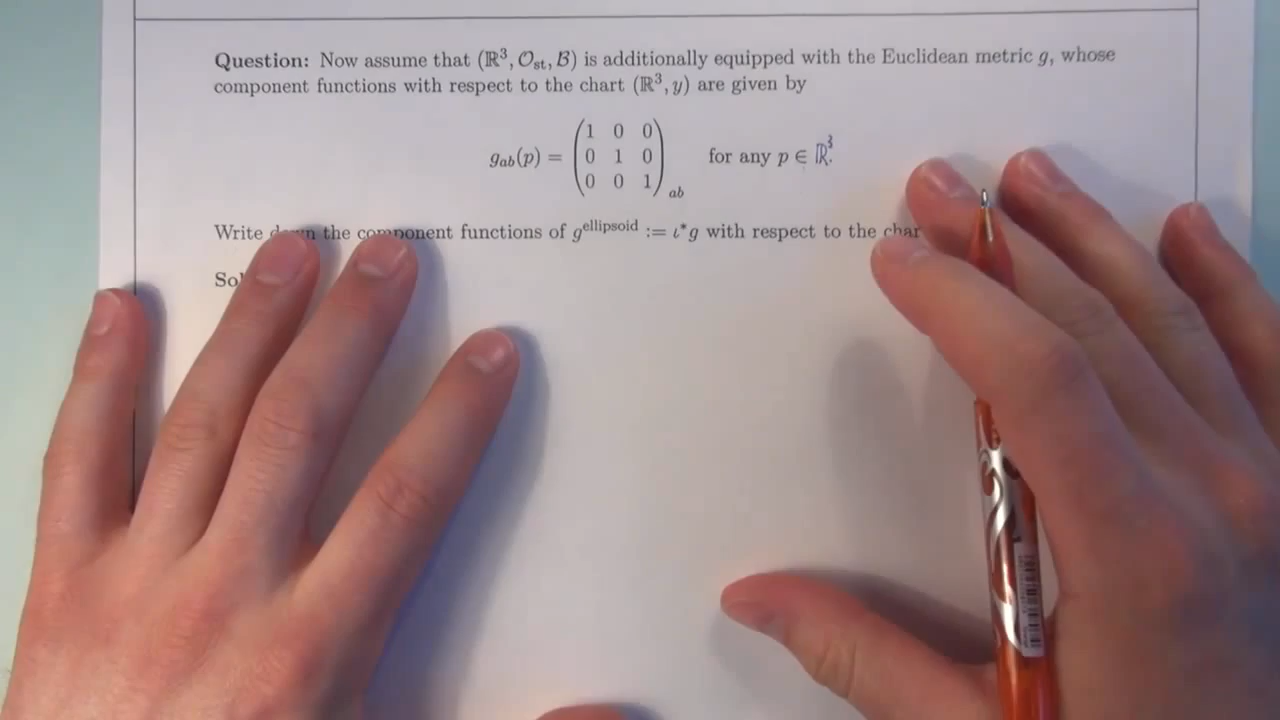 Question: Now assume that (ℝ³, 𝒪st, ℬ) is additionally equipped with the Euclidean metric g, whose
component functions with respect to the chart (ℝ³, y) are given by
gab(p) = (1 0 0
0 1 0
0 0 1)ab for any p ∈ ℝ³.
Write the component functions of g^ellipsoid := ι*g with respect to the